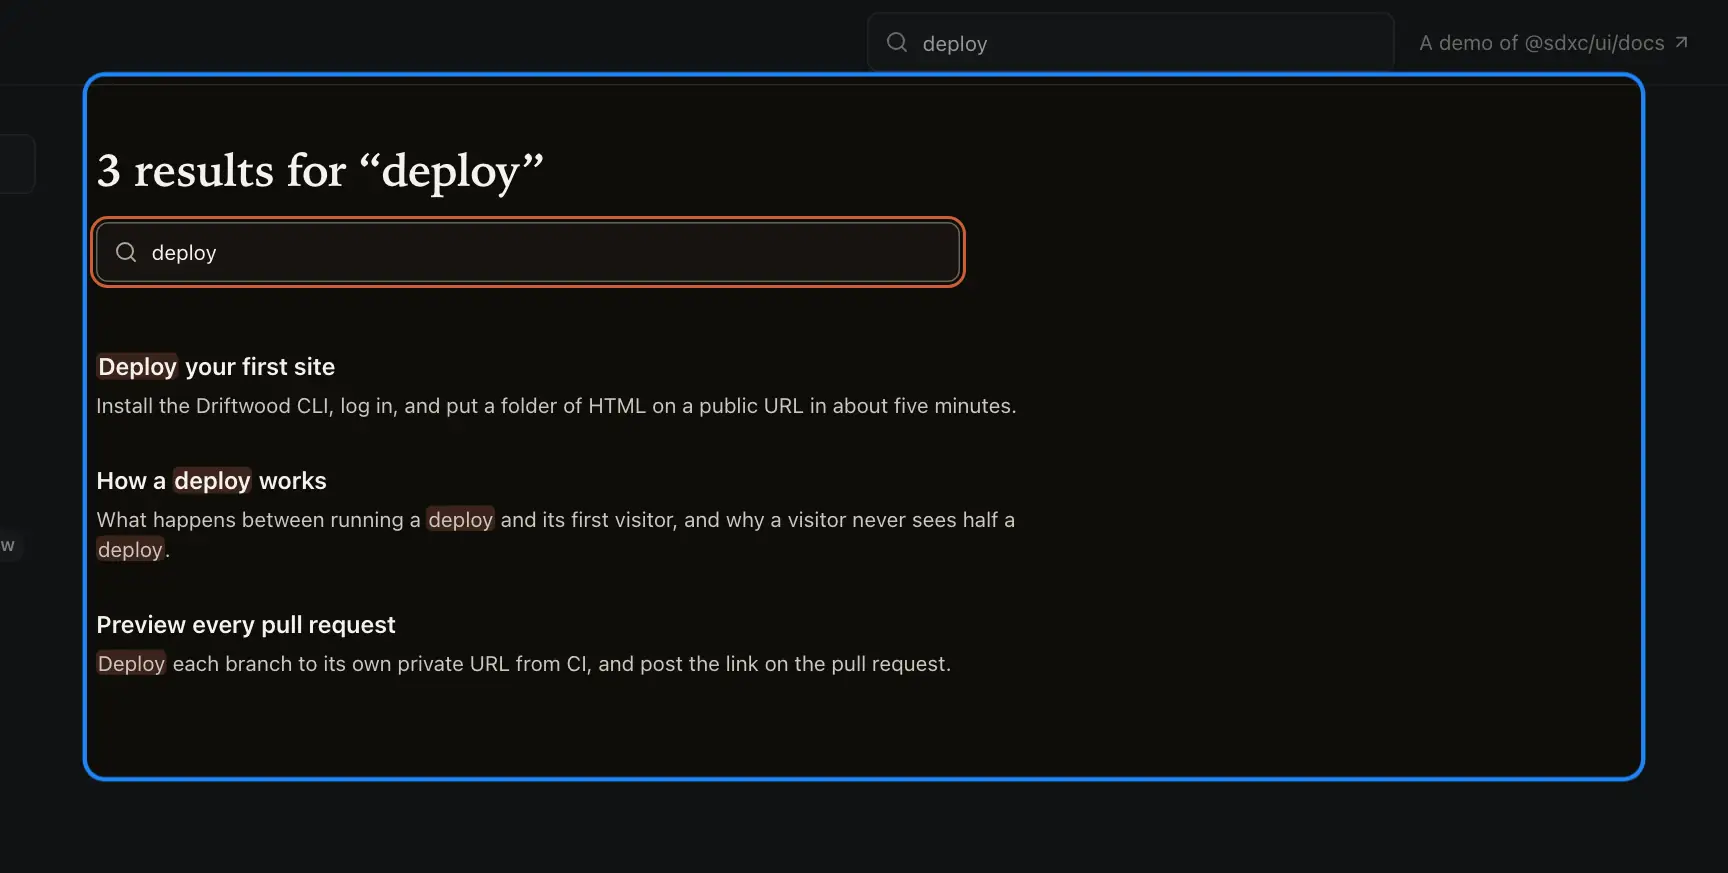 deploy
A demo of @sdxc/ui/docs ↗
3 results for “deploy”
deploy
Deploy your first site
Install the Driftwood CLI, log in, and put a folder of HTML on a public URL in about five minutes.
How a deploy works
What happens between running a deploy and its first visitor, and why a visitor never sees half a
deploy.
w
Preview every pull request
Deploy each branch to its own private URL from CI, and post the link on the pull request.